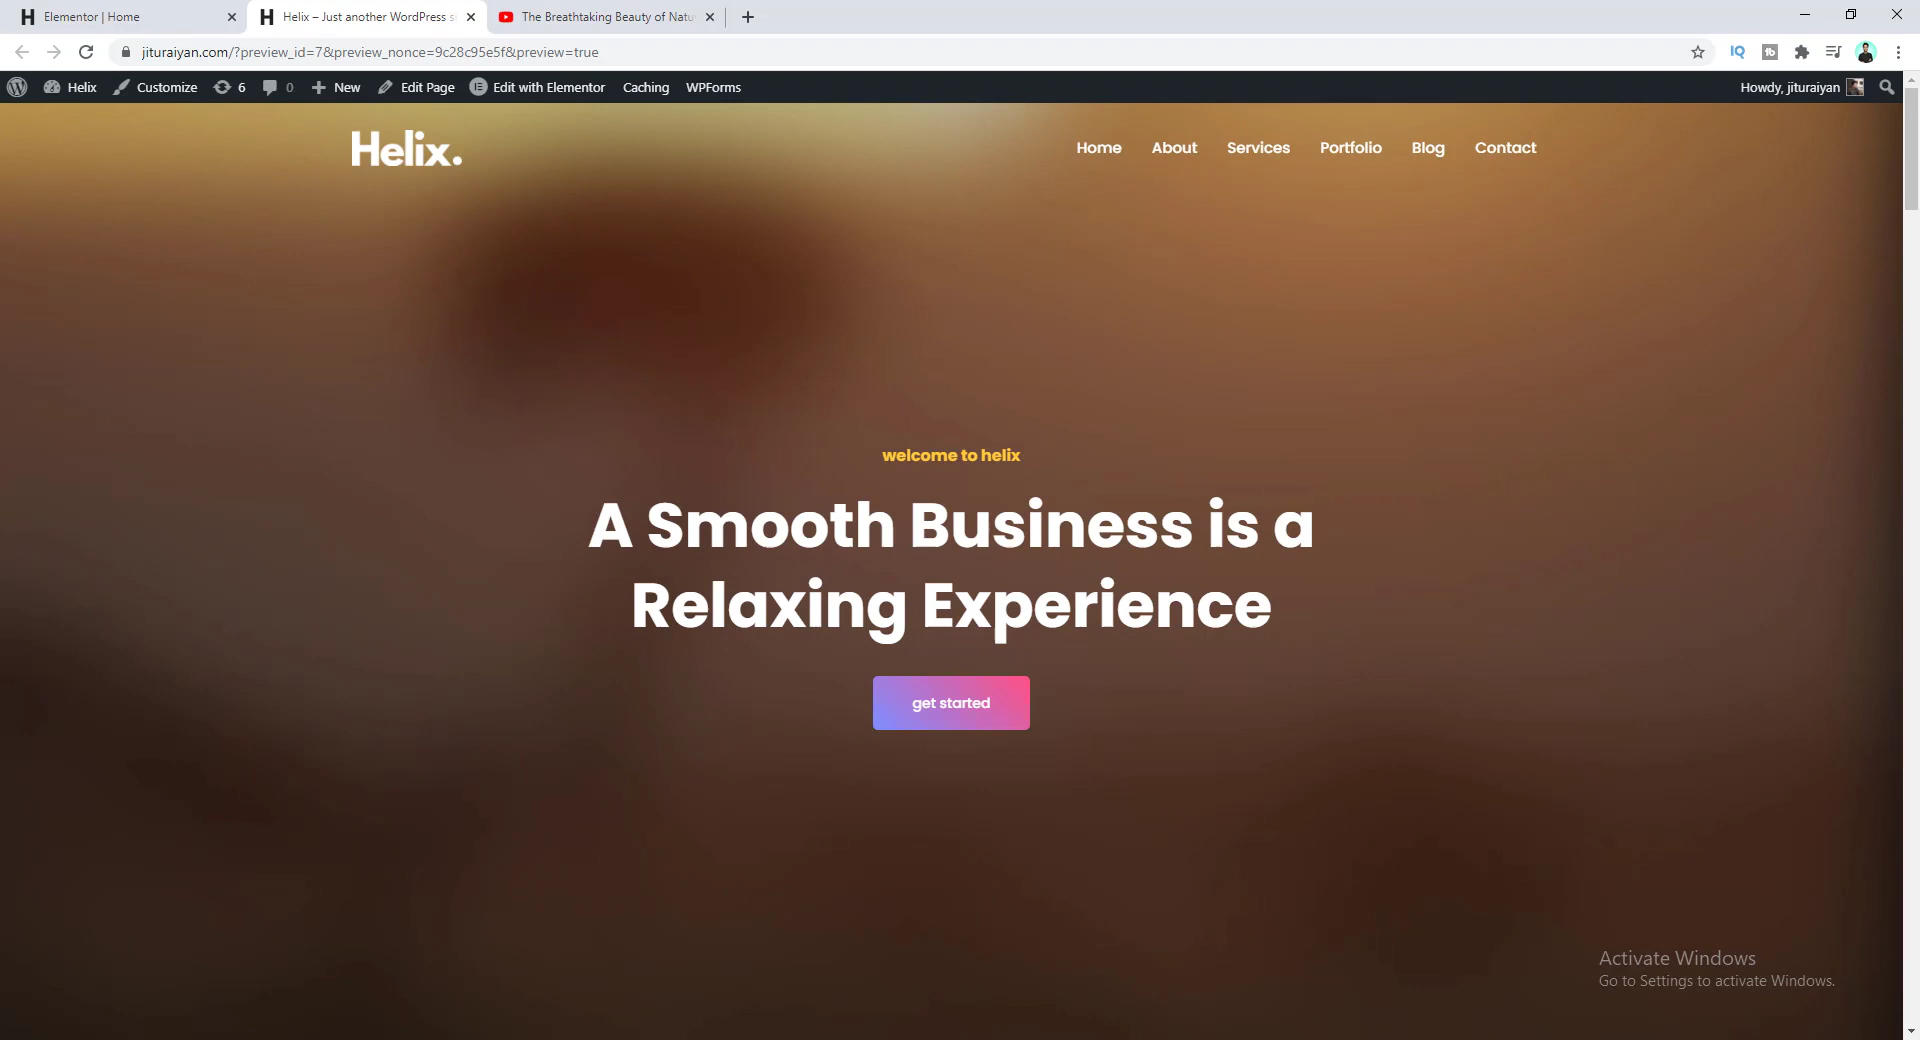 Elementor | Home
Helix – Just another WordPress s
The Breathtaking Beauty of Natu
jituraiyan.com/?preview_id=7&preview_nonce=9c28c95e5f&preview=true
IQ
tb
Helix
Customize
6
0
New
Edit Page
Edit with Elementor
Caching
WPForms
Howdy, jituraiyan
Helix.
Home
About
Services
Portfolio
Blog
Contact
welcome to helix
A Smooth Business is a
Relaxing Experience
get started
Activate Windows
Go to Settings to activate Windows.